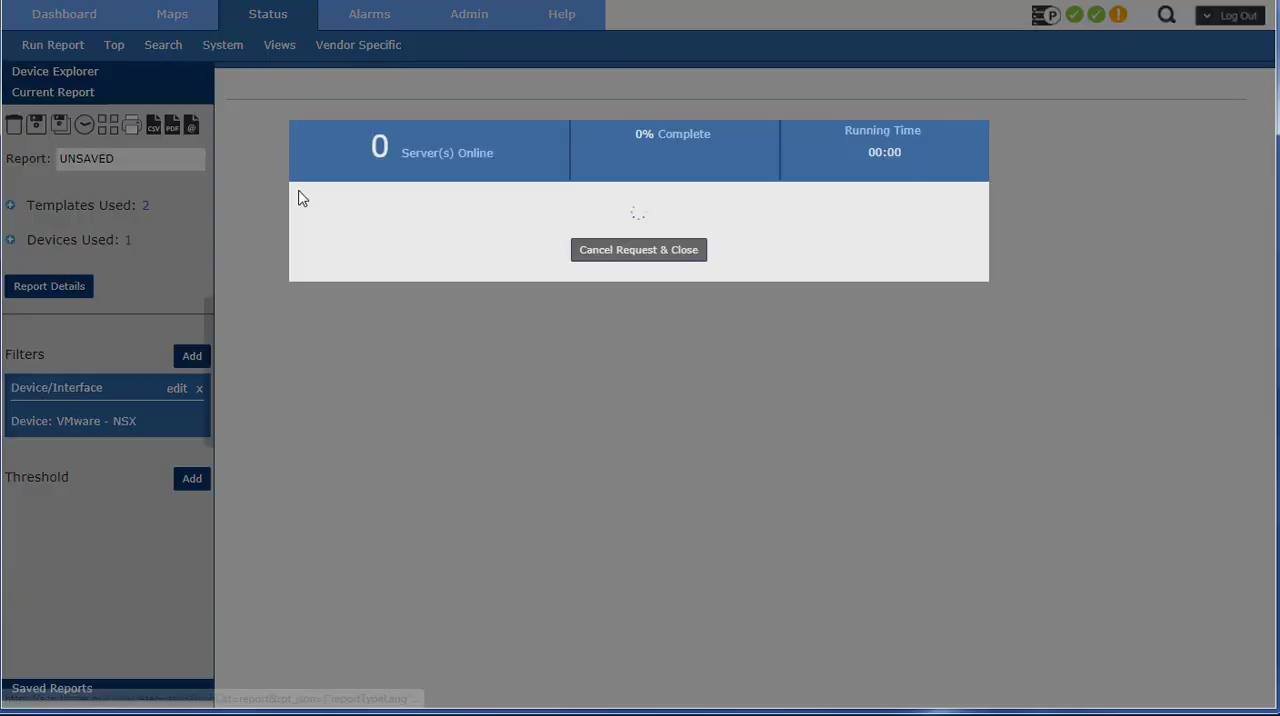 Dashboard Maps Status Alarms Admin Help Log Out
Run Report Top Search System Views Vendor Specific
Device Explorer
Current Report
CSV PDF @
Report: UNSAVED
Templates Used: 2
Devices Used: 1
Report Details
Filters Add
Device/Interface edit x
Device: VMware - NSX
Threshold Add
Saved Reports
0 Server(s) Online
0% Complete
Running Time
00:00
Cancel Request & Close